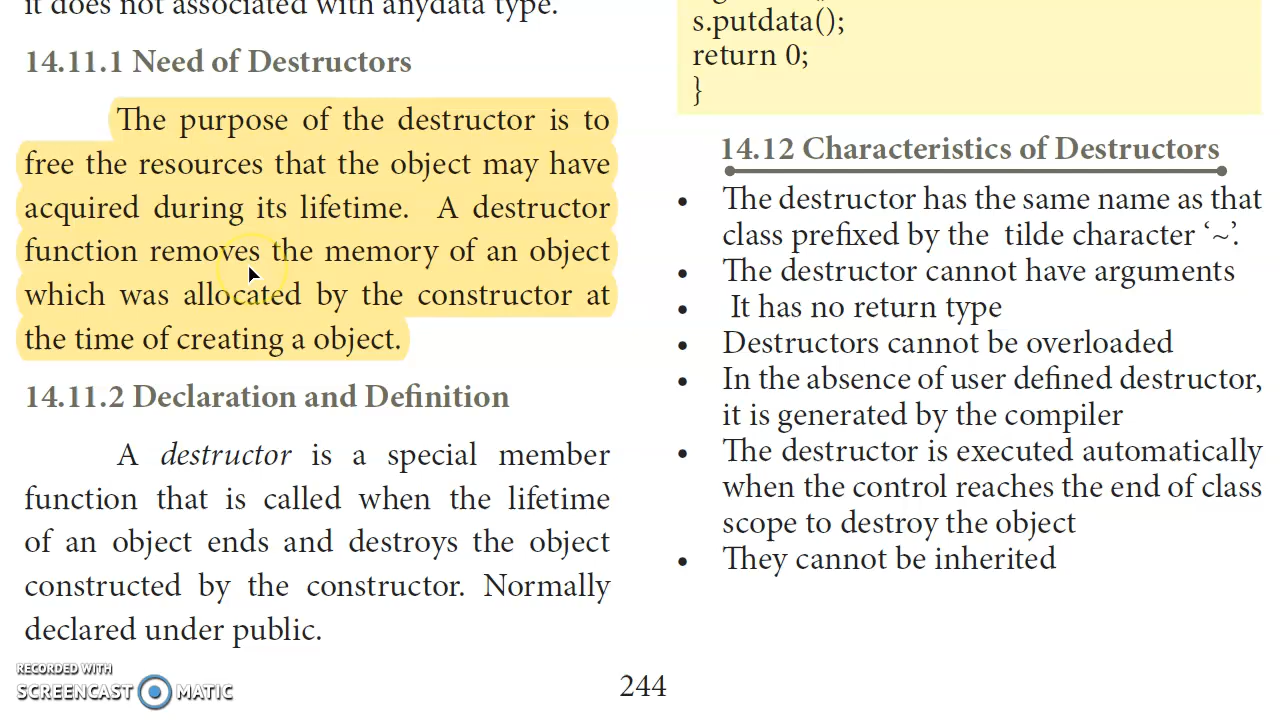 it does not associated with anydata type.
14.11.1 Need of Destructors
The purpose of the destructor is to
free the resources that the object may have
acquired during its lifetime. A destructor
function removes the memory of an object
which was allocated by the constructor at
the time of creating a object.
14.11.2 Declaration and Definition
A destructor is a special member
function that is called when the lifetime
of an object ends and destroys the object
constructed by the constructor. Normally
declared under public.
s.putdata();
return 0;
}
14.12 Characteristics of Destructors
• The destructor has the same name as that
class prefixed by the tilde character ‘~’.
• The destructor cannot have arguments
• It has no return type
• Destructors cannot be overloaded
• In the absence of user defined destructor,
it is generated by the compiler
• The destructor is executed automatically
when the control reaches the end of class
scope to destroy the object
• They cannot be inherited
244
RECORDED WITH
SCREENCAST MATIC